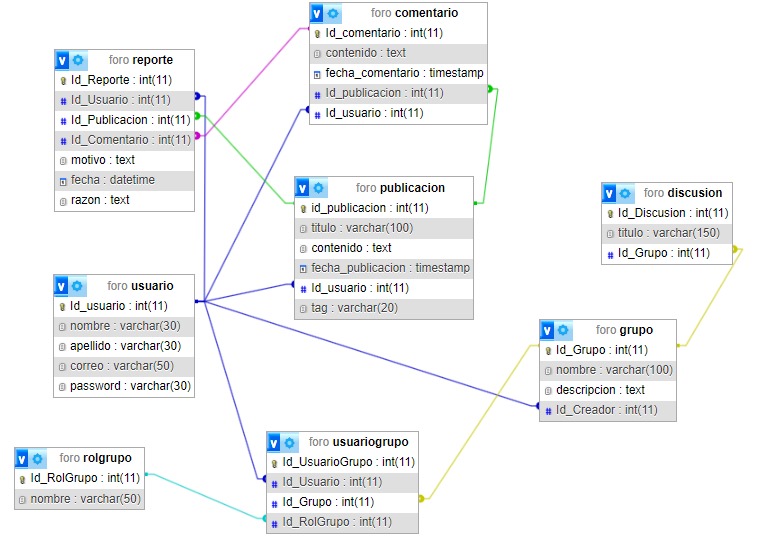 foro comentario
Id_comentario : int(11)
contenido : text
fecha_comentario : timestamp
Id_publicacion : int(11)
Id_usuario : int(11)
foro reporte
Id_Reporte : int(11)
Id_Usuario : int(11)
Id_Publicacion : int(11)
Id_Comentario : int(11)
motivo : text
fecha : datetime
razon : text
foro publicacion
id_publicacion : int(11)
titulo : varchar(100)
contenido : text
fecha_publicacion : timestamp
Id_usuario : int(11)
tag : varchar(20)
foro discusion
Id_Discusion : int(11)
titulo : varchar(150)
Id_Grupo : int(11)
foro usuario
Id_usuario : int(11)
nombre : varchar(30)
apellido : varchar(30)
correo : varchar(50)
password : varchar(30)
foro grupo
Id_Grupo : int(11)
nombre : varchar(100)
descripcion : text
Id_Creador : int(11)
foro usuariogrupo
Id_UsuarioGrupo : int(11)
Id_Usuario : int(11)
Id_Grupo : int(11)
Id_RolGrupo : int(11)
foro rolgrupo
Id_RolGrupo : int(11)
nombre : varchar(50)